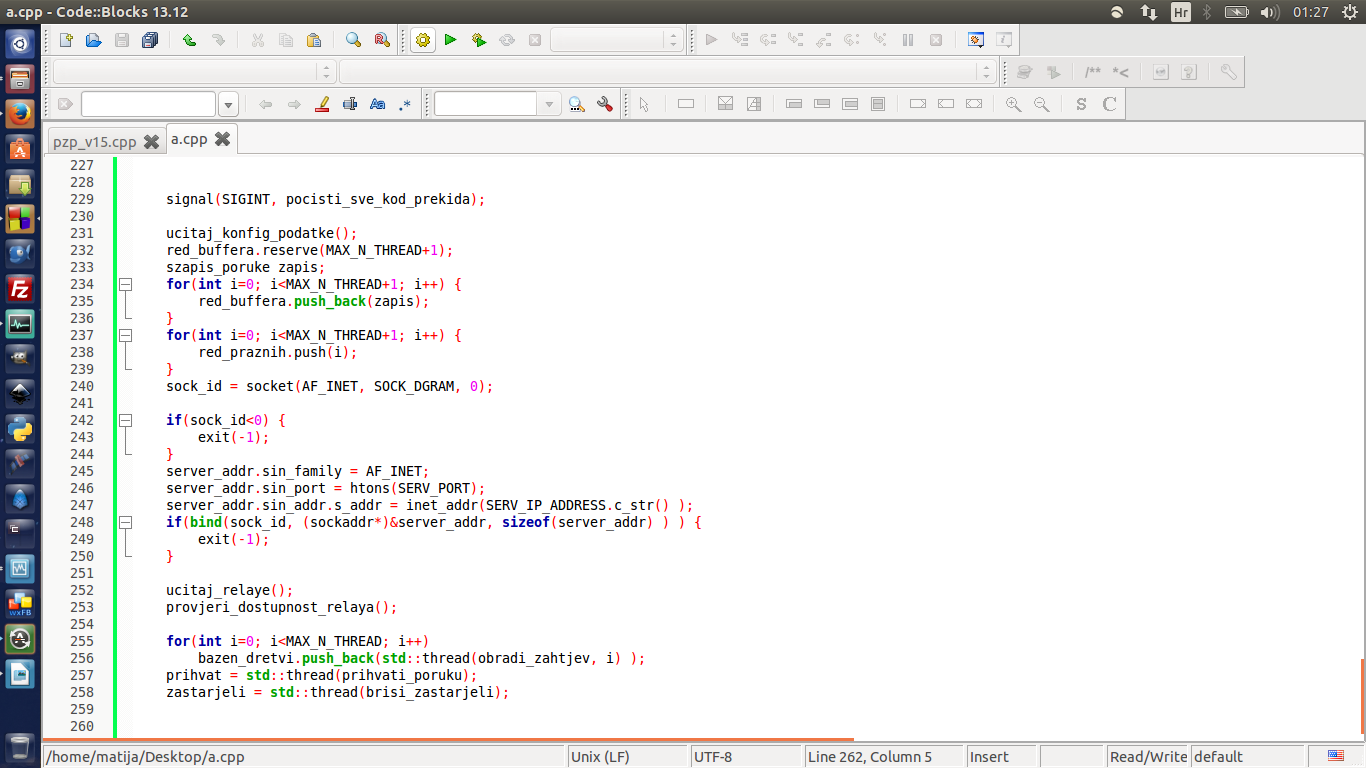 a.cpp - Code::Blocks 13.12
Hr
01:27
/**
*<
Aa
.*
S
C
pzp_v15.cpp
a.cpp
227
228
229 signal(SIGINT, pocisti_sve_kod_prekida);
230
231 ucitaj_konfig_podatke();
232 red_buffera.reserve(MAX_N_THREAD+1);
233 szapis_poruke zapis;
234 for(int i=0; i<MAX_N_THREAD+1; i++) {
235 red_buffera.push_back(zapis);
236 }
237 for(int i=0; i<MAX_N_THREAD+1; i++) {
238 red_praznih.push(i);
239 }
240 sock_id = socket(AF_INET, SOCK_DGRAM, 0);
241
242 if(sock_id<0) {
243 exit(-1);
244 }
245 server_addr.sin_family = AF_INET;
246 server_addr.sin_port = htons(SERV_PORT);
247 server_addr.sin_addr.s_addr = inet_addr(SERV_IP_ADDRESS.c_str() );
248 if(bind(sock_id, (sockaddr*)&server_addr, sizeof(server_addr) ) ) {
249 exit(-1);
250 }
251
252 ucitaj_relaye();
253 provjeri_dostupnost_relaya();
254
255 for(int i=0; i<MAX_N_THREAD; i++)
256 bazen_dretvi.push_back(std::thread(obradi_zahtjev, i) );
257 prihvat = std::thread(prihvati_poruku);
258 zastarjeli = std::thread(brisi_zastarjeli);
259
260
Fz
wxFB
/home/matija/Desktop/a.cpp
Unix (LF)
UTF-8
Line 262, Column 5
Insert
Read/Write
default